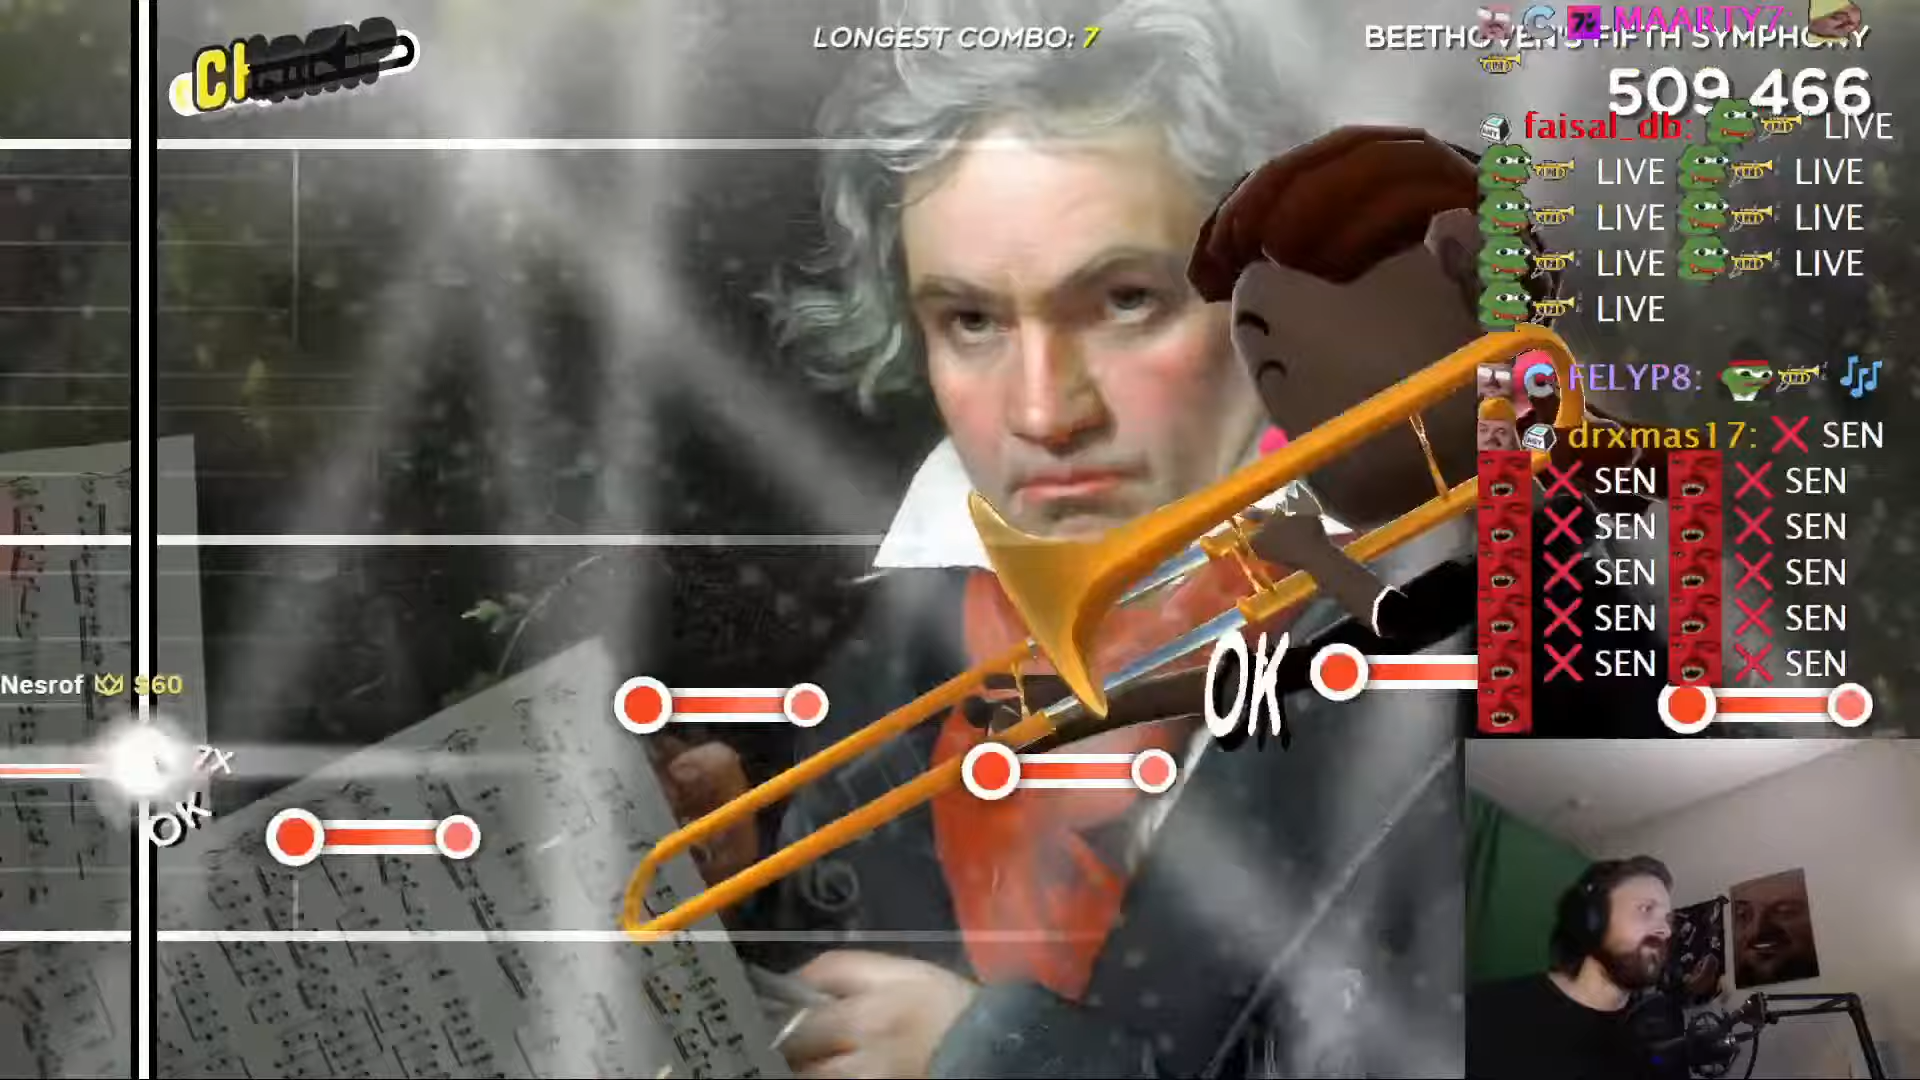 LONGEST COMBO: 7
BEETHOVEN'S FIFTH SYMPHONY
MAARTY7:
509,466
faisal_db: LIVE
LIVE LIVE
LIVE LIVE
LIVE LIVE
LIVE
FELYP8:
drxmas17: SEN
SEN SEN
SEN SEN
SEN SEN
SEN SEN
SEN SEN
OK
Nesrof $60
7X
OK